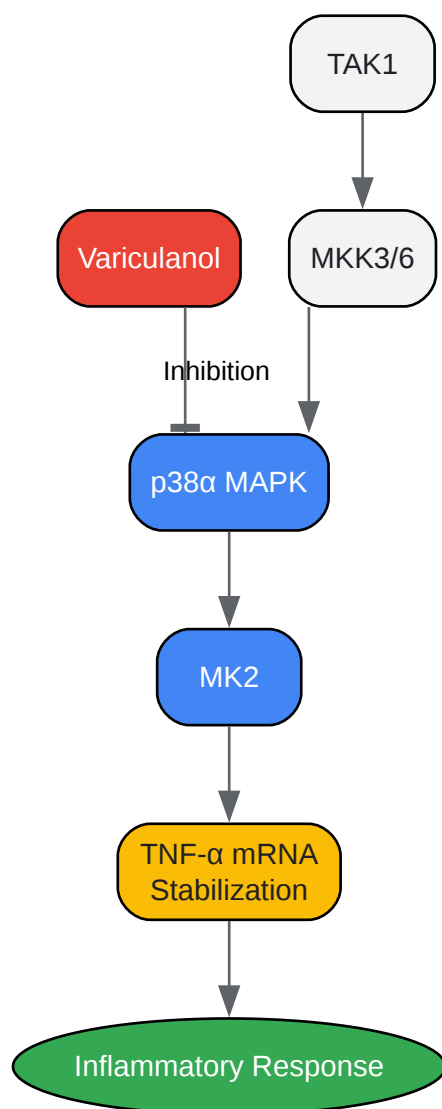 TAK1
Variculanol
MKK3/6
Inhibition
p38α MAPK
MK2
TNF-α mRNA
Stabilization
Inflammatory Response